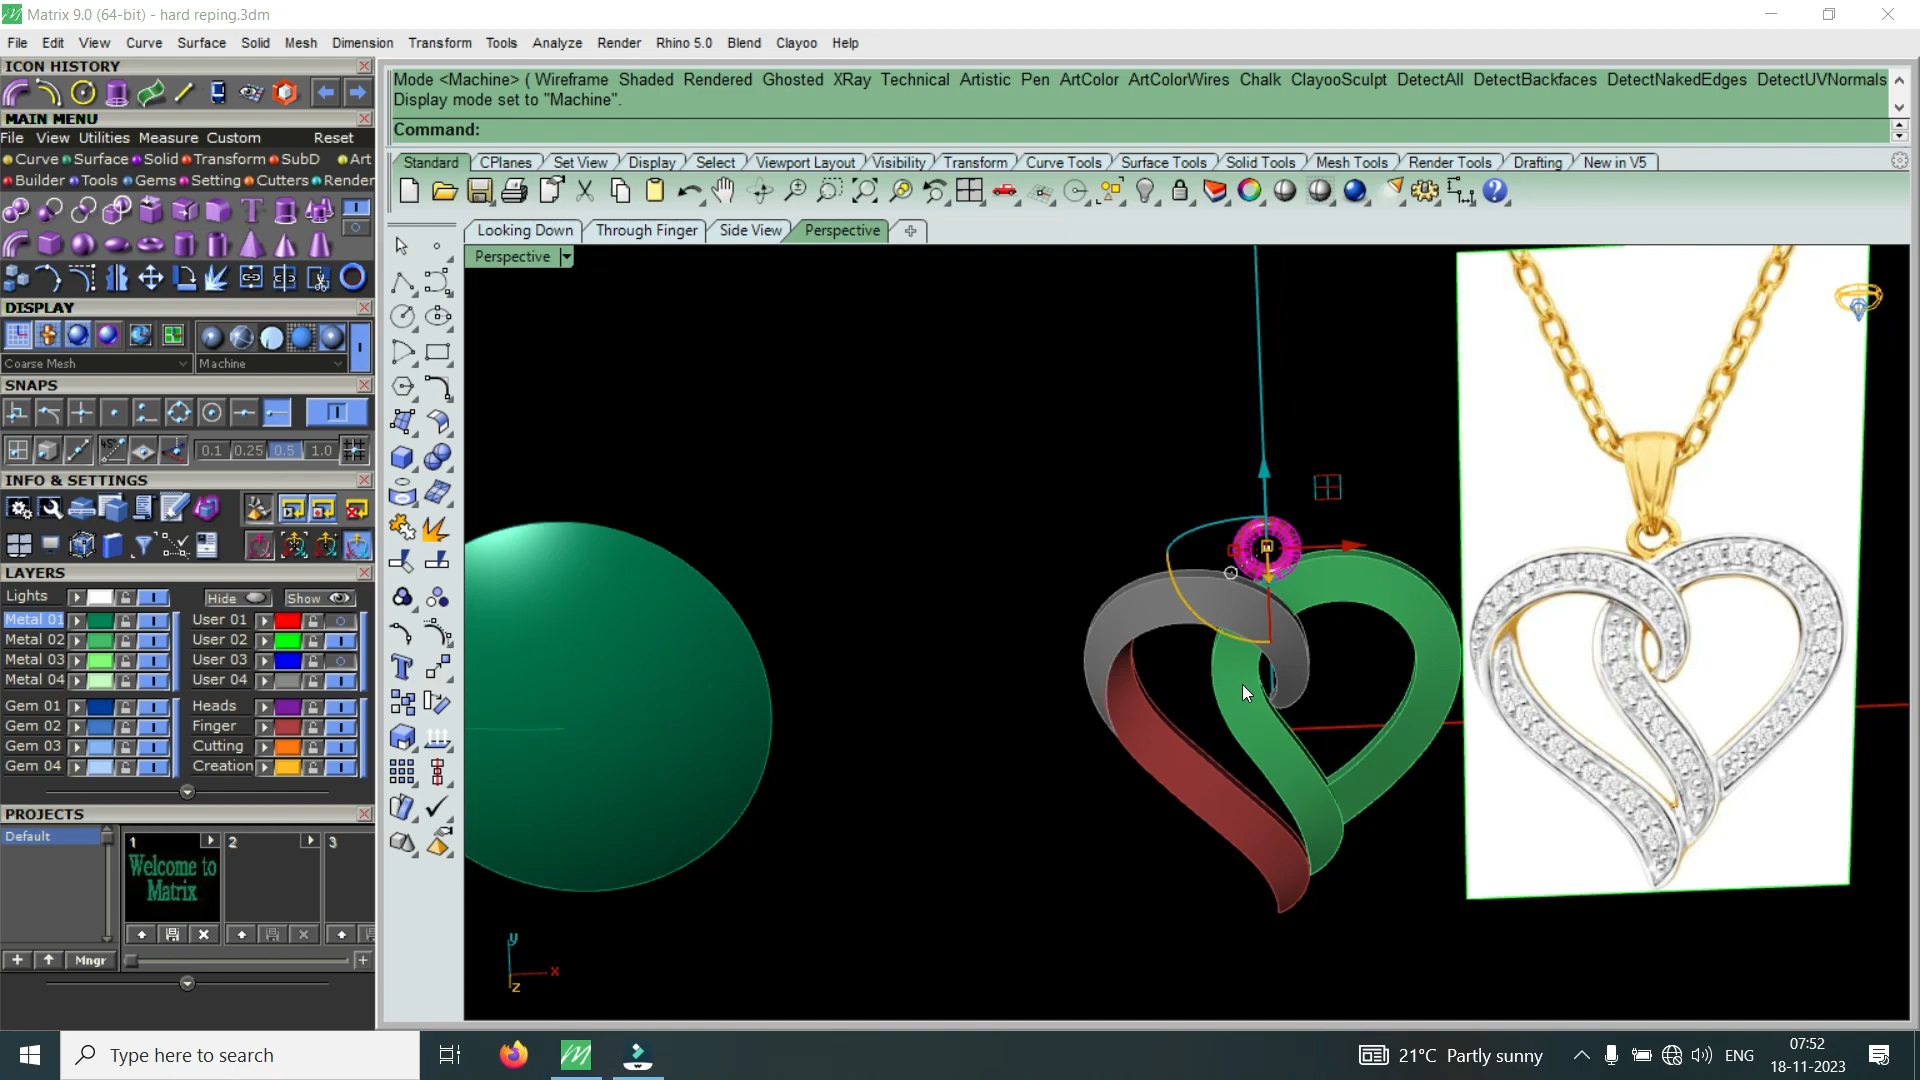 Matrix 9.0 (64-bit) - hard reping.3dm
File Edit View Curve Surface Solid Mesh Dimension Transform Tools Analyze Render Rhino 5.0 Blend Clayoo Help
ICON HISTORY
MAIN MENU
File View Utilities Measure Custom Reset
Curve Surface Solid Transform SubD Art
Builder Tools Gems Setting Cutters Render
DISPLAY
Coarse Mesh Machine
SNAPS
0.1 0.25 0.5 1.0
INFO & SETTINGS
LAYERS
Lights Hide Show
Metal 01 User 01
Metal 02 User 02
Metal 03 User 03
Metal 04 User 04
Gem 01 Heads
Gem 02 Finger
Gem 03 Cutting
Gem 04 Creation
PROJECTS
Default
1 2 3
Welcome to
Matrix
Mngr
Mode <Machine> ( Wireframe Shaded Rendered Ghosted XRay Technical Artistic Pen ArtColor ArtColorWires Chalk ClayooSculpt DetectAll DetectBackfaces DetectNakedEdges DetectUVNormals
Display mode set to "Machine".
Command:
Standard CPlanes Set View Display Select Viewport Layout Visibility Transform Curve Tools Surface Tools Solid Tools Mesh Tools Render Tools Drafting New in V5
Looking Down Through Finger Side View Perspective
Perspective
y
x
z
Type here to search
21°C Partly sunny
ENG
07:52
18-11-2023